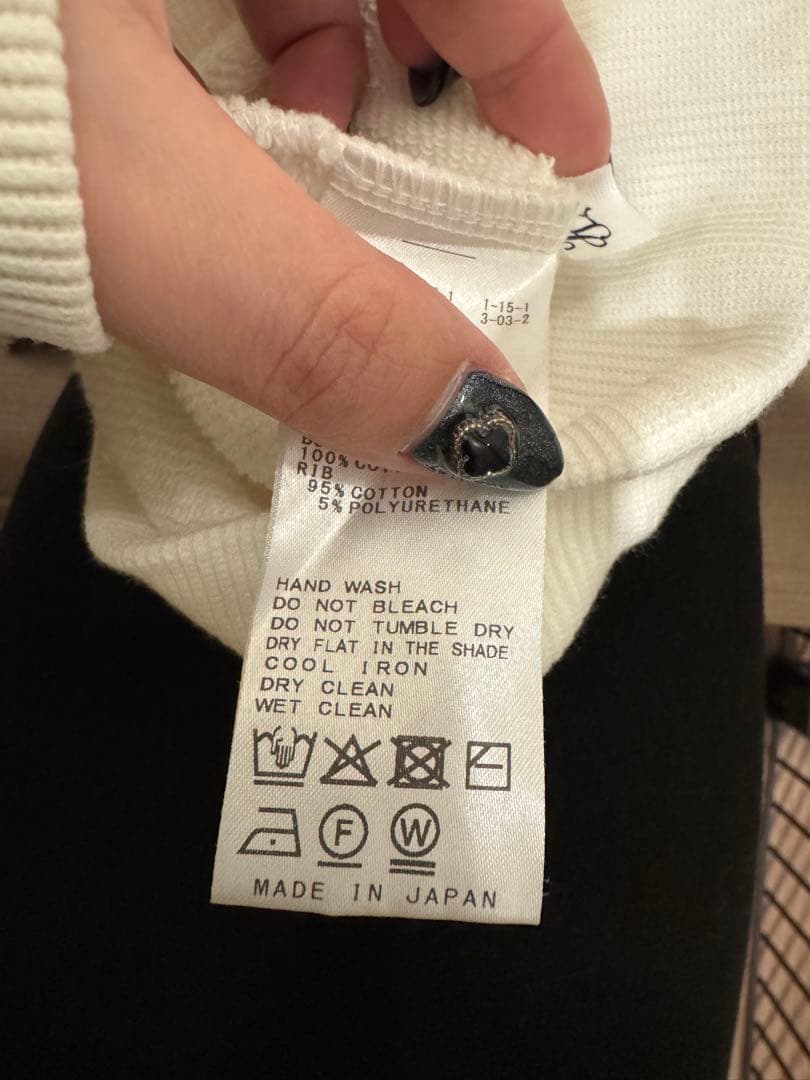 1-15-1
3-03-2
100%
RIB
95% COTTON
5% POLYURETHANE
HAND WASH
DO NOT BLEACH
DO NOT TUMBLE DRY
DRY FLAT IN THE SHADE
COOL IRON
DRY CLEAN
WET CLEAN
F W
MADE IN JAPAN